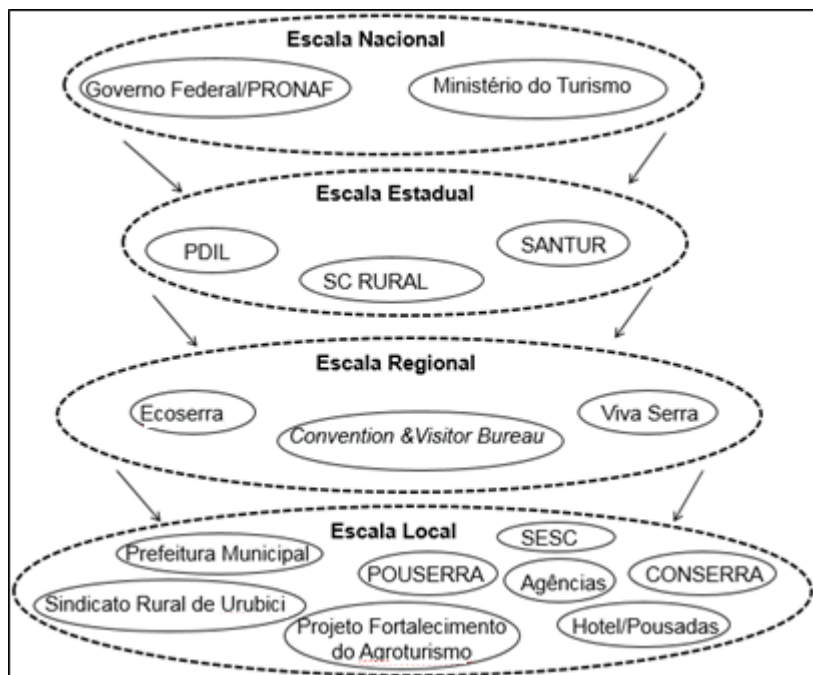 Escala Nacional
Governo Federal/PRONAF
Ministério do Turismo
Escala Estadual
PDIL
SC RURAL
SANTUR
Escala Regional
Ecoserra
Convention &Visitor Bureau
Viva Serra
Escala Local
Prefeitura Municipal
SESC
POUSERRA
Agências
CONSERRA
Sindicato Rural de Urubici
Projeto Fortalecimento
do Agroturismo
Hotel/Pousadas